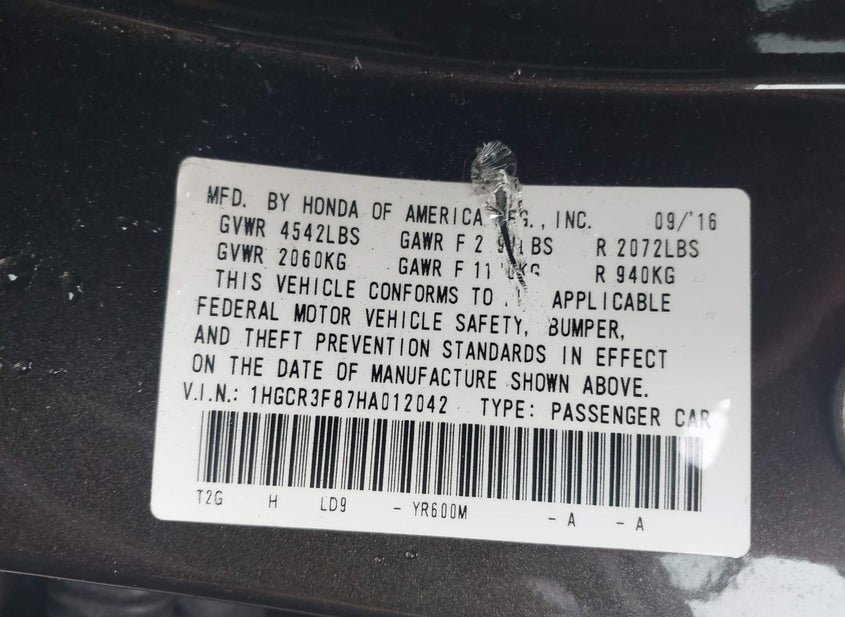 MFD. BY HONDA OF AMERICA , INC. 09/'16
GVWR 4542LBS GAWR F R 2072LBS
GVWR 2060KG GAWR F R 940KG
THIS VEHICLE CONFORMS TO APPLICABLE
FEDERAL MOTOR VEHICLE SAFETY, BUMPER,
AND THEFT PREVENTION STANDARDS IN EFFECT
ON THE DATE OF MANUFACTURE SHOWN ABOVE.
V.I.N.: 1HGCR3F87HA012042 TYPE: PASSENGER CAR
T2G H LD9 - YR600M - A - A